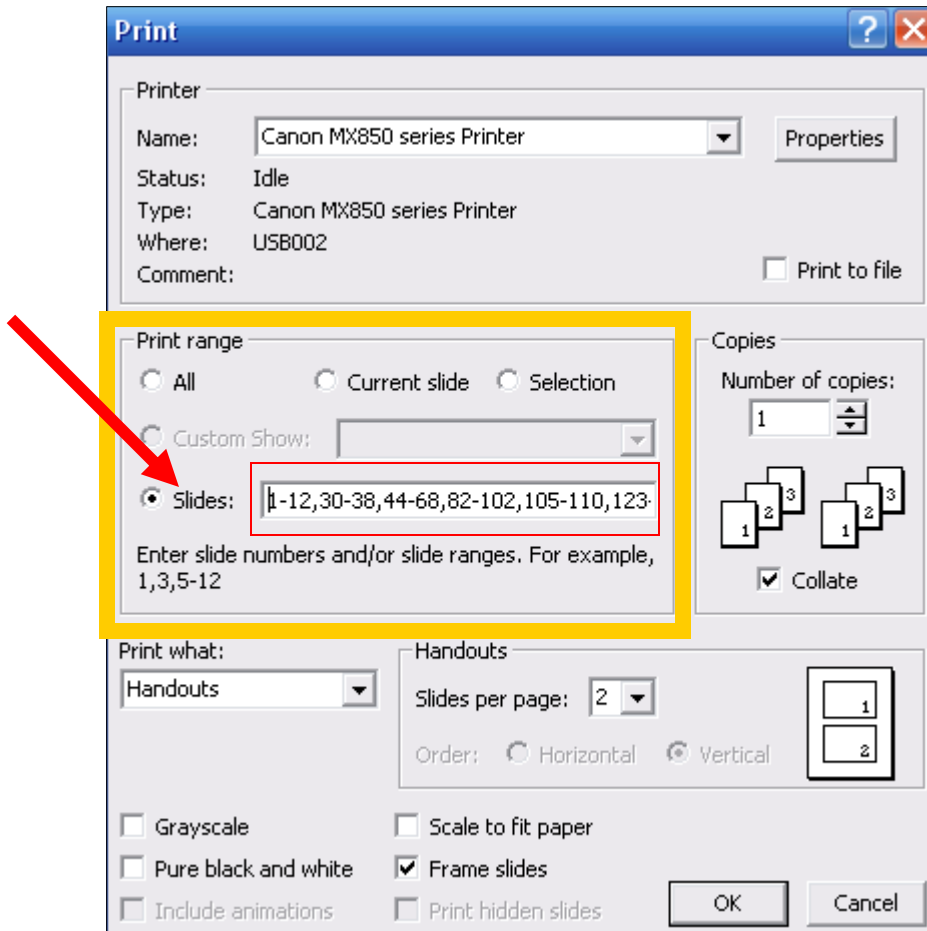 Print
?
Printer
Name: Canon MX850 series Printer Properties
Status: Idle
Type: Canon MX850 series Printer
Where: USB002
Comment: Print to file
Print range
All Current slide Selection
Custom Show:
Slides: 1-12,30-38,44-68,82-102,105-110,123-
Enter slide numbers and/or slide ranges. For example,
1,3,5-12
Copies
Number of copies:
1
1 2 3 1 2 3
Collate
Print what:
Handouts
Handouts
Slides per page: 2
Order: Horizontal Vertical
1
2
Grayscale Scale to fit paper
Pure black and white Frame slides
Include animations Print hidden slides
OK Cancel